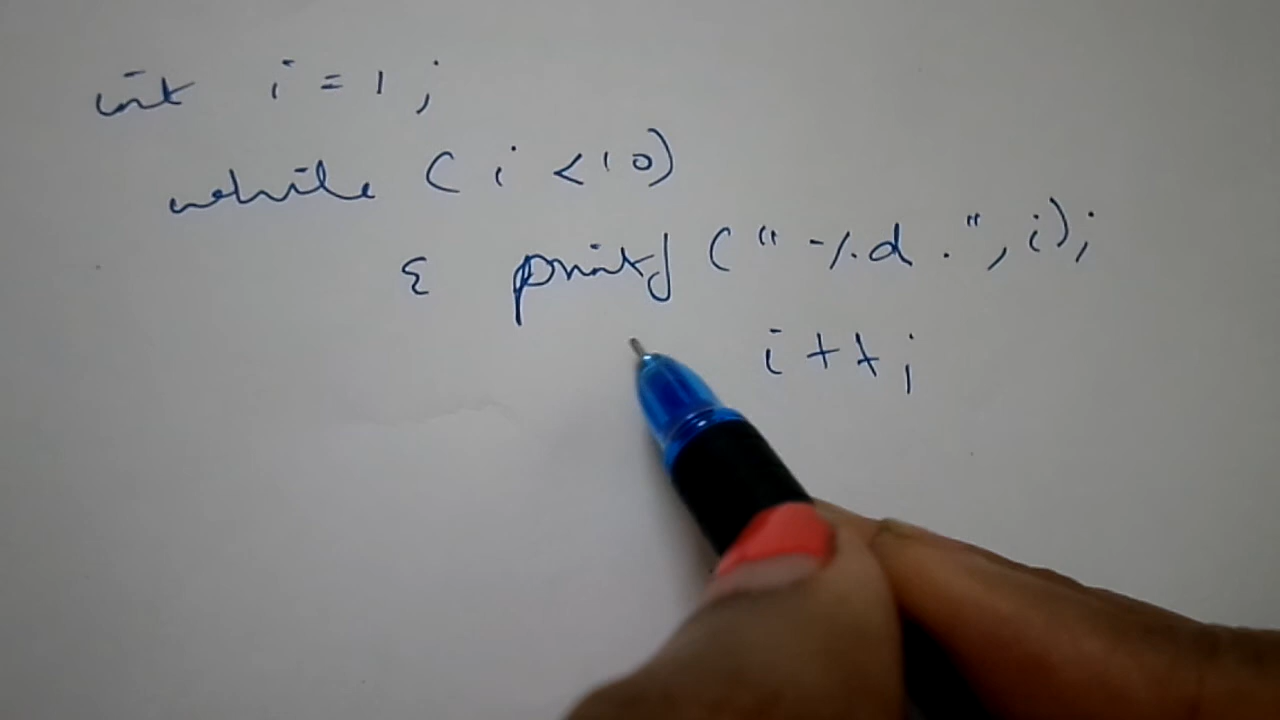 int i = 1 ;
while ( i < 10)
{ printf ( " %d . " , i) ;
i ++ ;